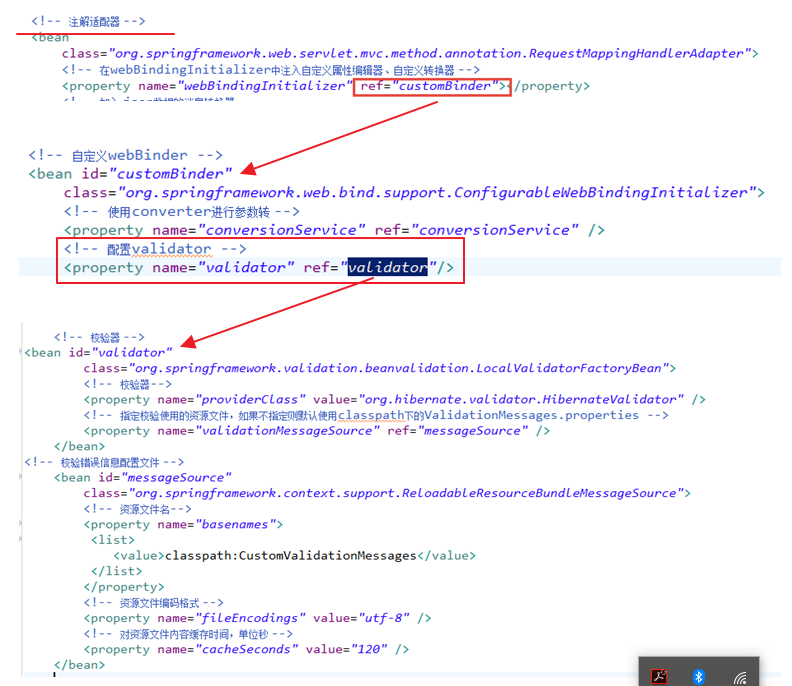 <!-- 注解适配器 -->
<bean
class="org.springframework.web.servlet.mvc.method.annotation.RequestMappingHandlerAdapter">
<!-- 在webBindingInitializer中注入自定义属性编辑器、自定义转换器 -->
<property name="webBindingInitializer" ref="customBinder"></property>
<!-- 自定义webBinder -->
<bean id="customBinder"
class="org.springframework.web.bind.support.ConfigurableWebBindingInitializer">
<!-- 使用converter进行参数转 -->
<property name="conversionService" ref="conversionService" />
<!-- 配置validator -->
<property name="validator" ref="validator"/>
<!-- 校验器 -->
<bean id="validator"
class="org.springframework.validation.beanvalidation.LocalValidatorFactoryBean">
<!-- 校验器-->
<property name="providerClass" value="org.hibernate.validator.HibernateValidator" />
<!-- 指定校验使用的资源文件，如果不指定则默认使用classpath下的ValidationMessages.properties -->
<property name="validationMessageSource" ref="messageSource" />
</bean>
<!-- 校验错误信息配置文件 -->
<bean id="messageSource"
class="org.springframework.context.support.ReloadableResourceBundleMessageSource">
<!-- 资源文件名-->
<property name="basenames">
<list>
<value>classpath:CustomValidationMessages</value>
</list>
</property>
<!-- 资源文件编码格式 -->
<property name="fileEncodings" value="utf-8" />
<!-- 对资源文件内容缓存时间，单位秒 -->
<property name="cacheSeconds" value="120" />
</bean>